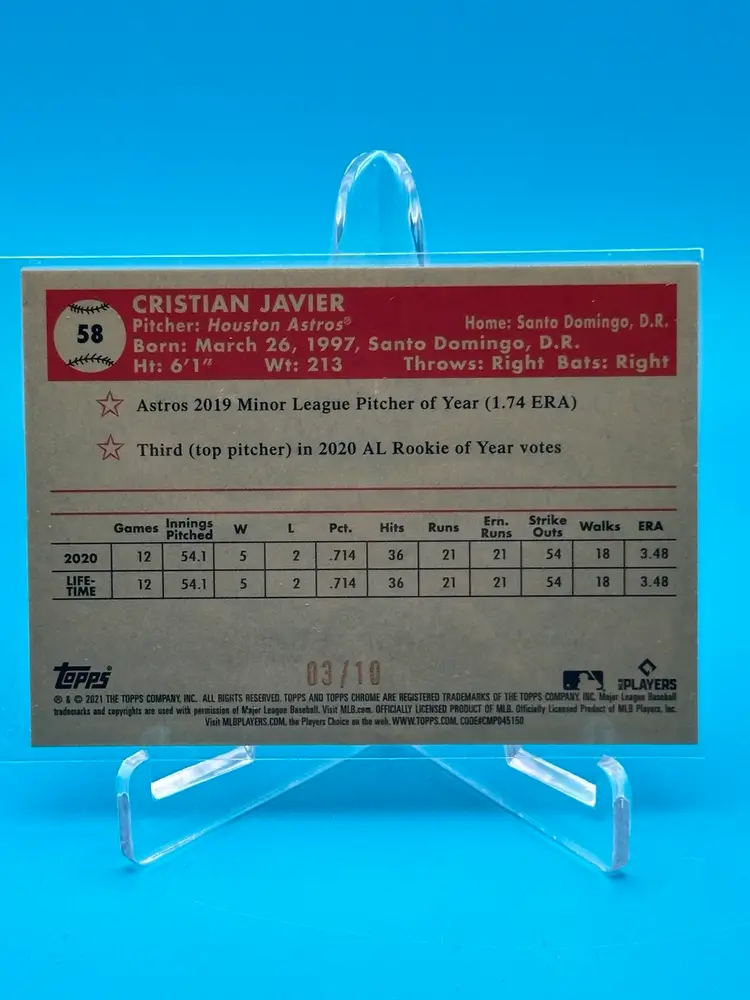 58
CRISTIAN JAVIER
Pitcher: Houston Astros® Home: Santo Domingo, D.R.
Born: March 26, 1997, Santo Domingo, D.R.
Ht: 6'1" Wt: 213 Throws: Right Bats: Right
☆ Astros 2019 Minor League Pitcher of Year (1.74 ERA)
☆ Third (top pitcher) in 2020 AL Rookie of Year votes
Games Innings Pitched W L Pct. Hits Runs Ern. Runs Strike Outs Walks ERA
2020 12 54.1 5 2 .714 36 21 21 54 18 3.48
LIFE-TIME 12 54.1 5 2 .714 36 21 21 54 18 3.48
03/10
topps® PLAYERS
® & © 2021 THE TOPPS COMPANY, INC. ALL RIGHTS RESERVED. TOPPS AND TOPPS CHROME ARE REGISTERED TRADEMARKS OF THE TOPPS COMPANY, INC. Major League Baseball
trademarks and copyrights are used with permission of Major League Baseball. Visit MLB.com. OFFICIALLY LICENSED PRODUCT OF MLB. Officially Licensed Product of MLB Players, Inc.
Visit MLBPLAYERS.COM, the Players Choice on the web. WWW.TOPPS.COM. CODE#CMP045150